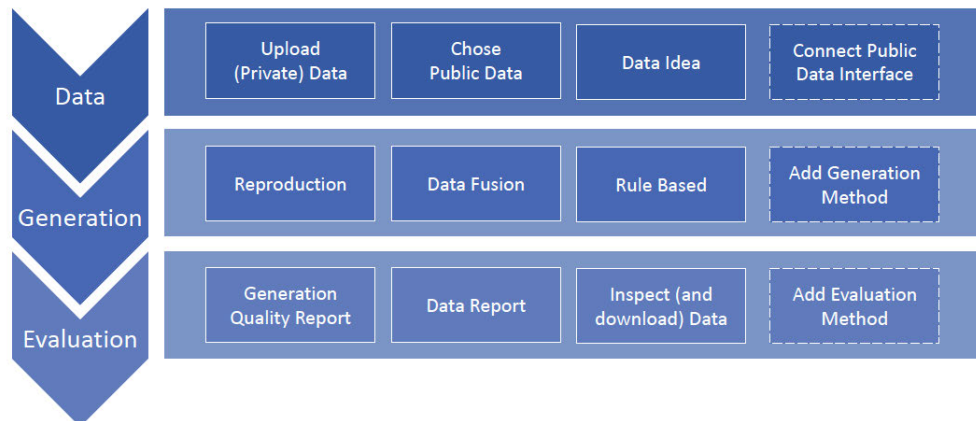 Data
Upload
(Private) Data
Chose
Public Data
Data Idea
Connect Public
Data Interface
Generation
Reproduction
Data Fusion
Rule Based
Add Generation
Method
Evaluation
Generation
Quality Report
Data Report
Inspect (and
download) Data
Add Evaluation
Method